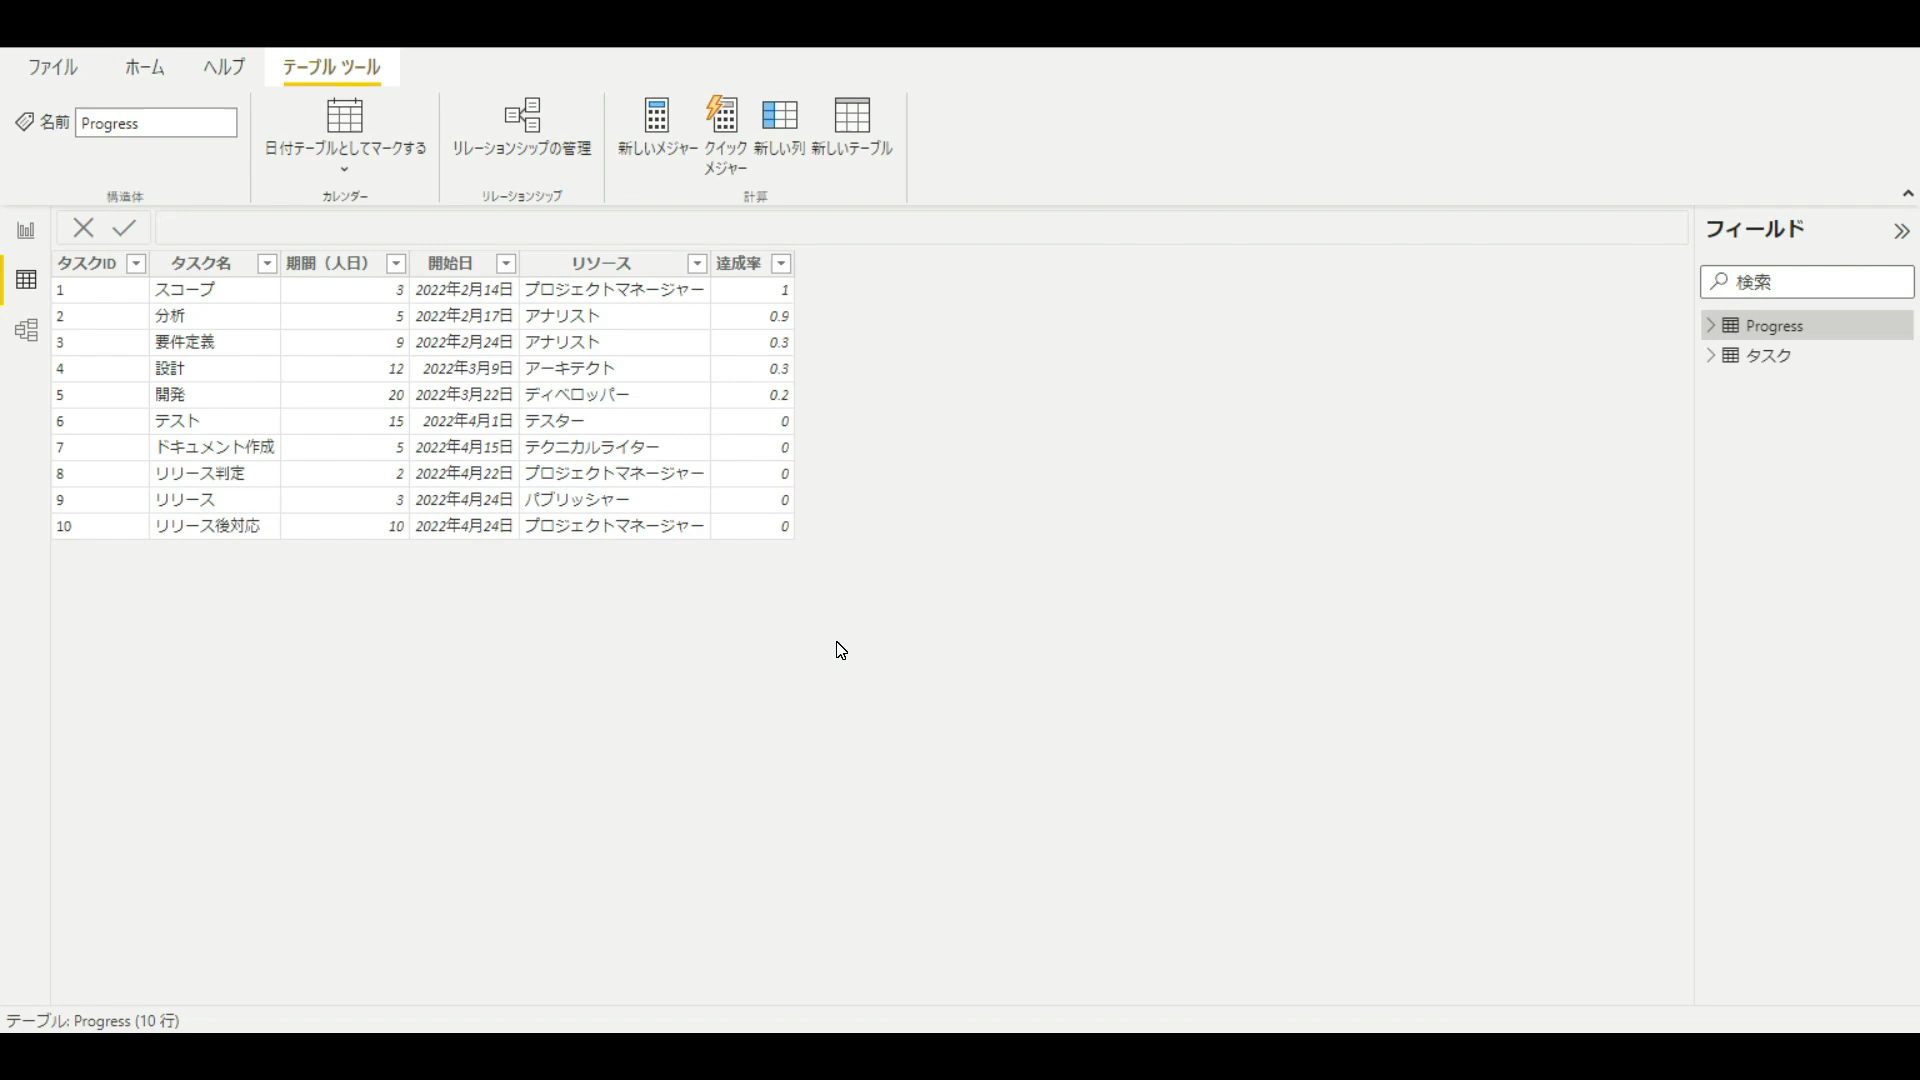 ファイル ホーム ヘルプ テーブル ツール
名前 Progress
日付テーブルとしてマークする リレーションシップの管理 新しいメジャー クイック メジャー 新しい列 新しいテーブル
構造体 カレンダー リレーションシップ 計算
フィールド
検索
Progress
タスク
タスクID タスク名 期間（人日） 開始日 リソース 達成率
1 スコープ 3 2022年2月14日 プロジェクトマネージャー 1
2 分析 5 2022年2月17日 アナリスト 0.9
3 要件定義 9 2022年2月24日 アナリスト 0.3
4 設計 12 2022年3月9日 アーキテクト 0.3
5 開発 20 2022年3月22日 ディベロッパー 0.2
6 テスト 15 2022年4月1日 テスター 0
7 ドキュメント作成 5 2022年4月15日 テクニカルライター 0
8 リリース判定 2 2022年4月22日 プロジェクトマネージャー 0
9 リリース 3 2022年4月24日 パブリッシャー 0
10 リリース後対応 10 2022年4月24日 プロジェクトマネージャー 0
テーブル: Progress (10 行)